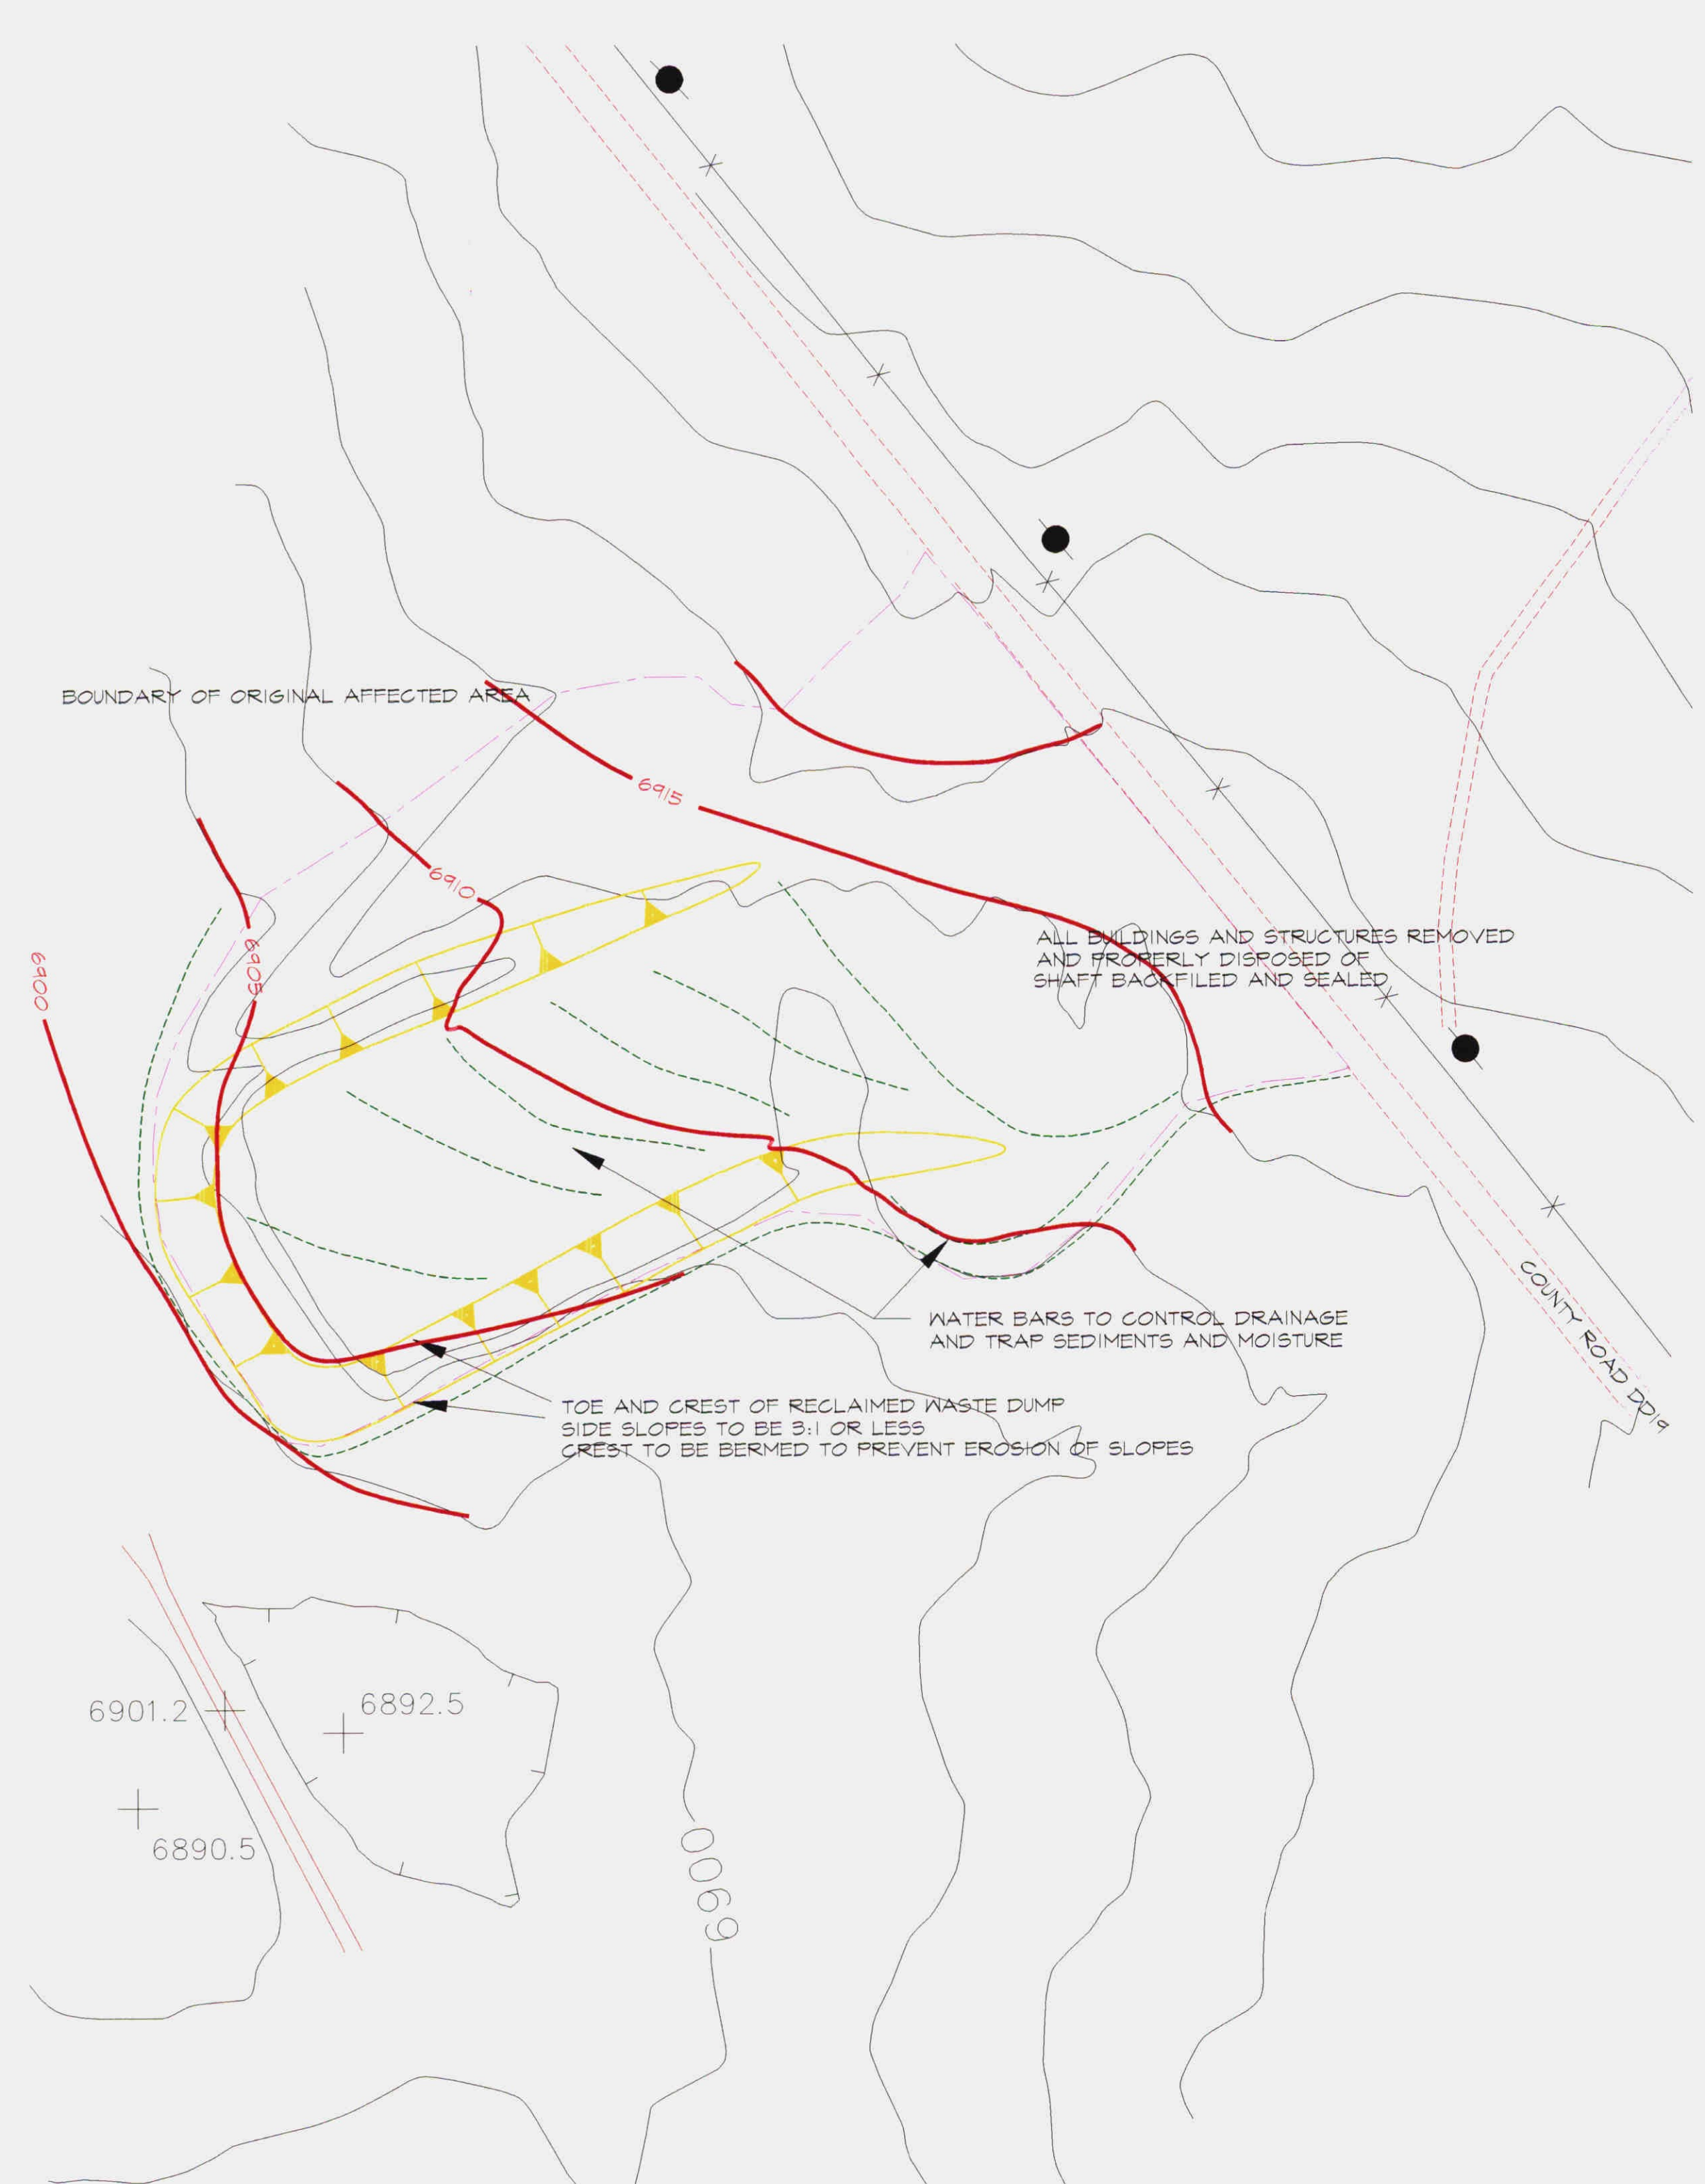 BOUNDARY OF ORIGINAL AFFECTED AREA
6915
6910
6905
6900
ALL BUILDINGS AND STRUCTURES REMOVED
AND PROPERLY DISPOSED OF
SHAFT BACKFILED AND SEALED
COUNTY ROAD DD19
WATER BARS TO CONTROL DRAINAGE
AND TRAP SEDIMENTS AND MOISTURE
TOE AND CREST OF RECLAIMED WASTE DUMP
SIDE SLOPES TO BE 3:1 OR LESS
CREST TO BE BERMED TO PREVENT EROSION OF SLOPES
6901.2
6892.5
6890.5
6900